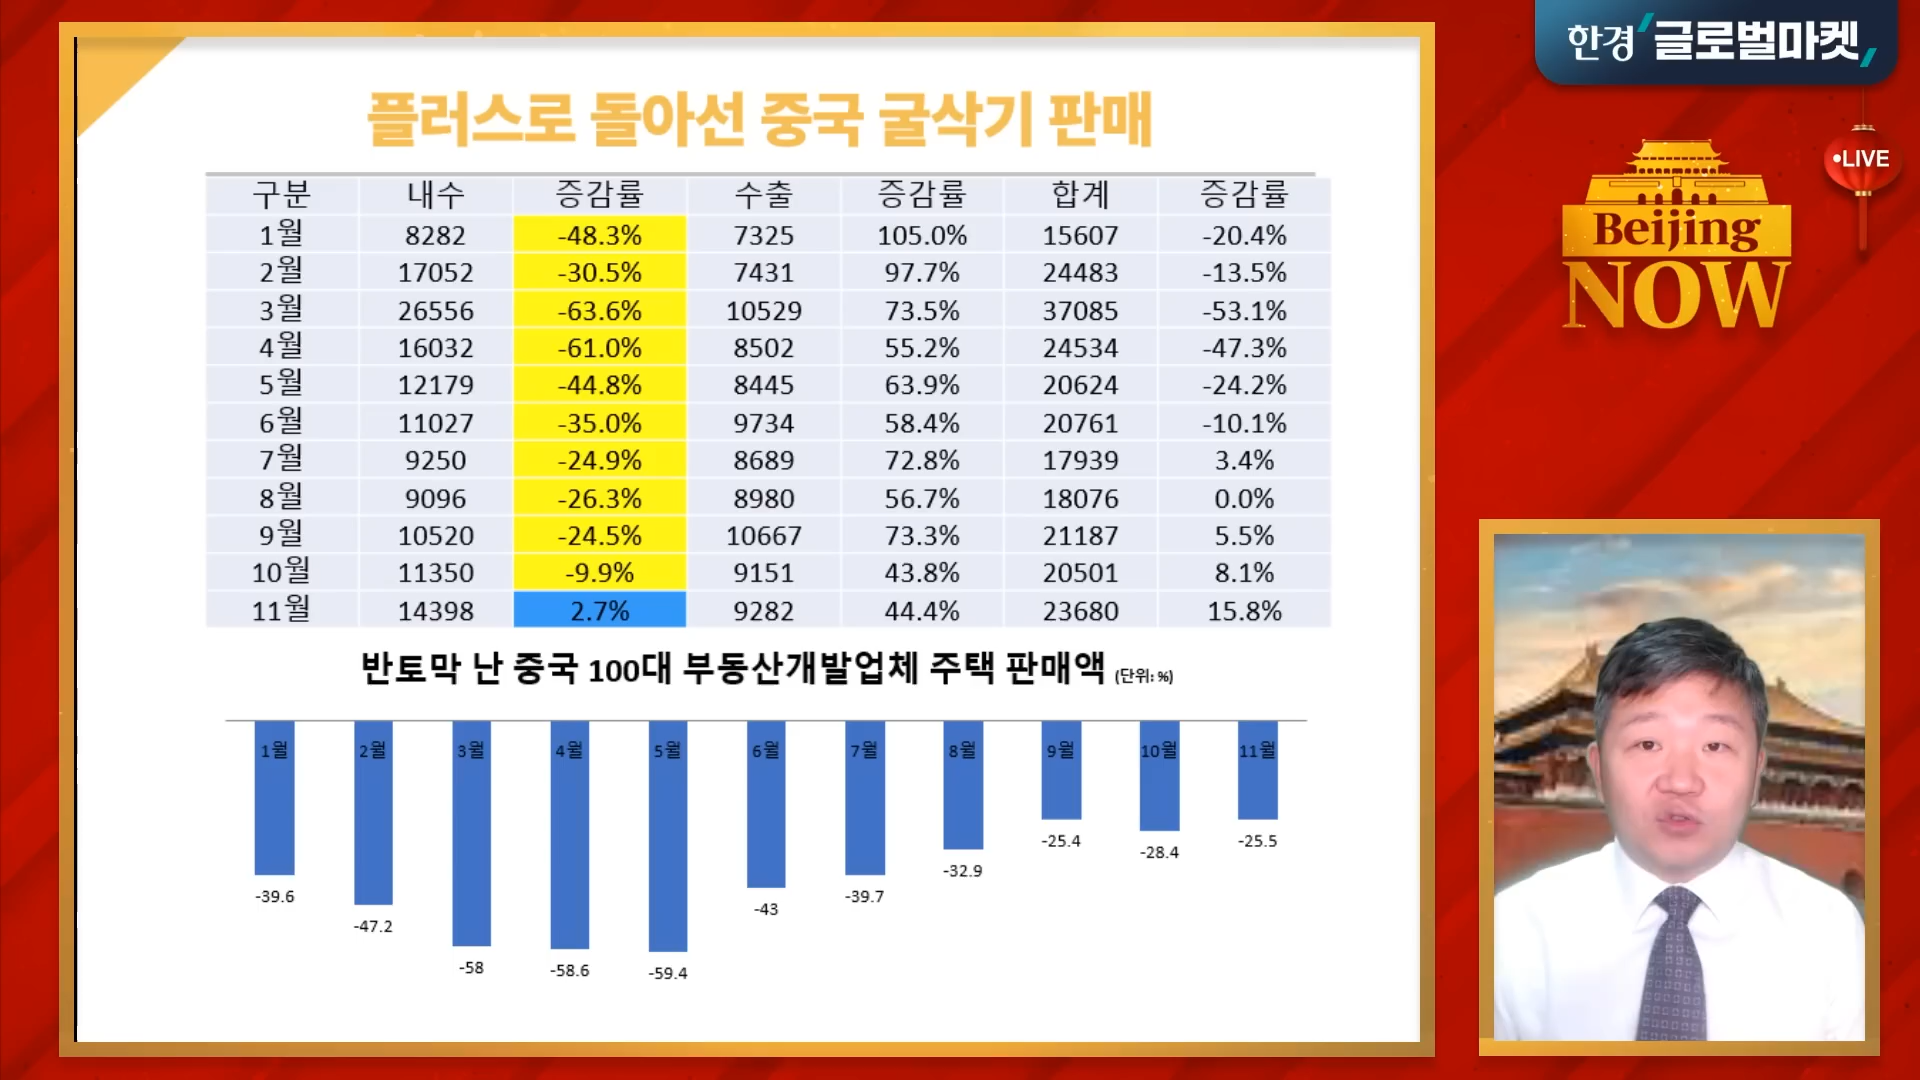 한경 글로벌마켓
•LIVE
Beijing
NOW
플러스로 돌아선 중국 굴삭기 판매
구분 내수 증감률 수출 증감률 합계 증감률
1월 8282 -48.3% 7325 105.0% 15607 -20.4%
2월 17052 -30.5% 7431 97.7% 24483 -13.5%
3월 26556 -63.6% 10529 73.5% 37085 -53.1%
4월 16032 -61.0% 8502 55.2% 24534 -47.3%
5월 12179 -44.8% 8445 63.9% 20624 -24.2%
6월 11027 -35.0% 9734 58.4% 20761 -10.1%
7월 9250 -24.9% 8689 72.8% 17939 3.4%
8월 9096 -26.3% 8980 56.7% 18076 0.0%
9월 10520 -24.5% 10667 73.3% 21187 5.5%
10월 11350 -9.9% 9151 43.8% 20501 8.1%
11월 14398 2.7% 9282 44.4% 23680 15.8%
반토막 난 중국 100대 부동산개발업체 주택 판매액 (단위: %)
1월 2월 3월 4월 5월 6월 7월 8월 9월 10월 11월
-39.6 -47.2 -58 -58.6 -59.4 -43 -39.7 -32.9 -25.4 -28.4 -25.5